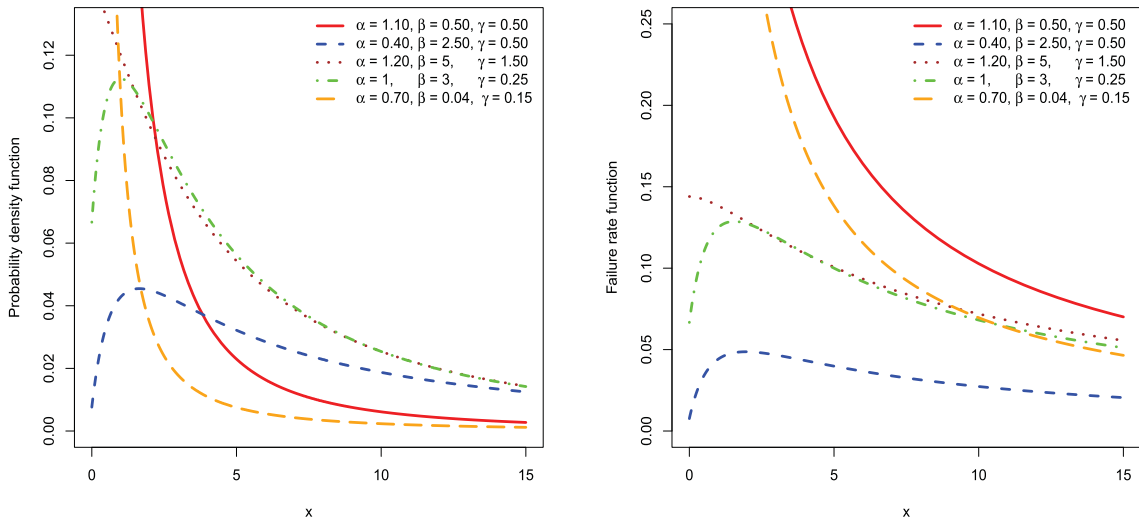 α = 1.10, β = 0.50, γ = 0.50
α = 0.40, β = 2.50, γ = 0.50
α = 1.20, β = 5, γ = 1.50
α = 1, β = 3, γ = 0.25
α = 0.70, β = 0.04, γ = 0.15
Probability density function
0.12
0.10
0.08
0.06
0.04
0.02
0.00
0 5 10 15
x
α = 1.10, β = 0.50, γ = 0.50
α = 0.40, β = 2.50, γ = 0.50
α = 1.20, β = 5, γ = 1.50
α = 1, β = 3, γ = 0.25
α = 0.70, β = 0.04, γ = 0.15
Failure rate function
0.25
0.20
0.15
0.10
0.05
0.00
0 5 10 15
x